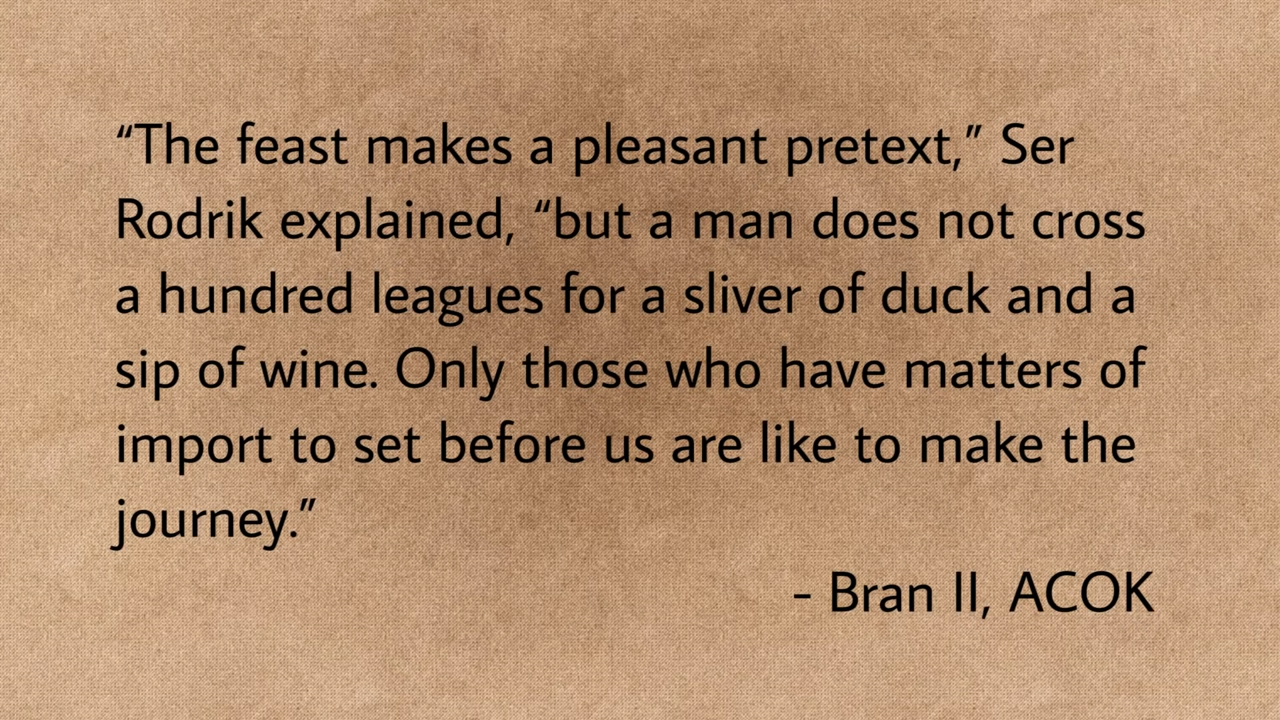 “The feast makes a pleasant pretext,” Ser
Rodrik explained, “but a man does not cross
a hundred leagues for a sliver of duck and a
sip of wine. Only those who have matters of
import to set before us are like to make the
journey.”
- Bran II, ACOK